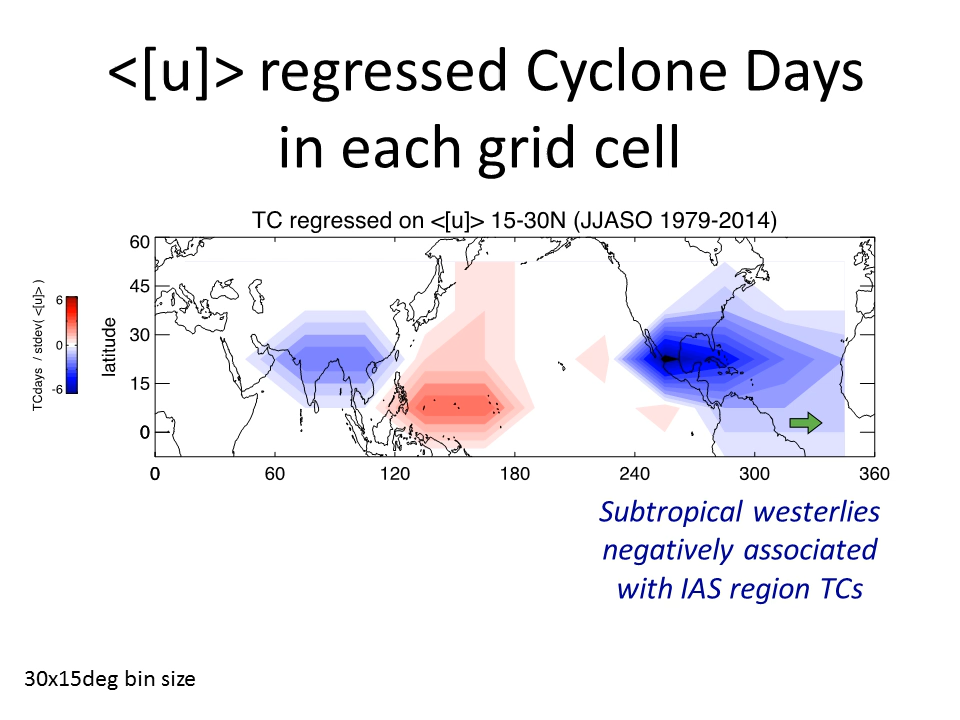 <[u]> regressed Cyclone Days
in each grid cell
TC regressed on <[u]> 15-30N (JJASO 1979-2014)
TCdays / stdev( <[u]> )
6
0
-6
latitude
60
45
30
15
0
0 60 120 180 240 300 360
Subtropical westerlies
negatively associated
with IAS region TCs
30x15deg bin size